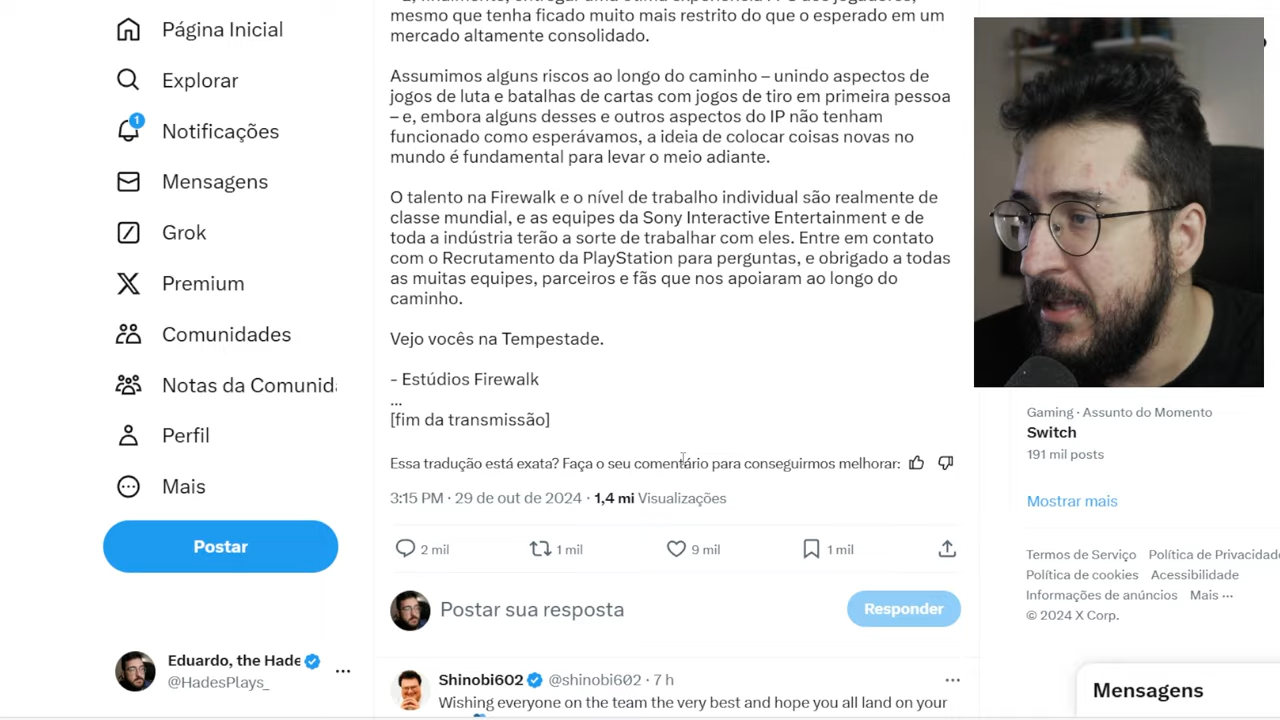 Página Inicial
Explorar
1
Notificações
Mensagens
Grok
Premium
Comunidades
Notas da Comunid
Perfil
Mais
Postar
Eduardo, the Hade
@HadesPlays_
mesmo que tenha ficado muito mais restrito do que o esperado em um
mercado altamente consolidado.
Assumimos alguns riscos ao longo do caminho – unindo aspectos de
jogos de luta e batalhas de cartas com jogos de tiro em primeira pessoa
– e, embora alguns desses e outros aspectos do IP não tenham
funcionado como esperávamos, a ideia de colocar coisas novas no
mundo é fundamental para levar o meio adiante.
O talento na Firewalk e o nível de trabalho individual são realmente de
classe mundial, e as equipes da Sony Interactive Entertainment e de
toda a indústria terão a sorte de trabalhar com eles. Entre em contato
com o Recrutamento da PlayStation para perguntas, e obrigado a todas
as muitas equipes, parceiros e fãs que nos apoiaram ao longo do
caminho.
Vejo vocês na Tempestade.
- Estúdios Firewalk
...
[fim da transmissão]
Essa tradução está exata? Faça o seu comentário para conseguirmos melhorar:
3:15 PM · 29 de out de 2024 · 1,4 mi Visualizações
2 mil
1 mil
9 mil
1 mil
Postar sua resposta
Responder
Shinobi602 @shinobi602 · 7 h
Wishing everyone on the team the very best and hope you all land on your
Gaming · Assunto do Momento
Switch
191 mil posts
Mostrar mais
Termos de Serviço Política de Privacidad
Política de cookies Acessibilidade
Informações de anúncios Mais ...
© 2024 X Corp.
Mensagens